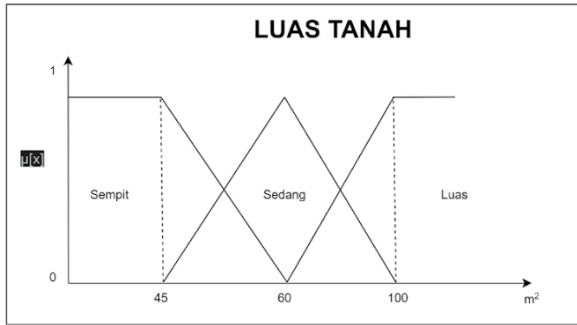 LUAS TANAH
1
μ[x]
Sempit
Sedang
Luas
0
45
60
100
m²